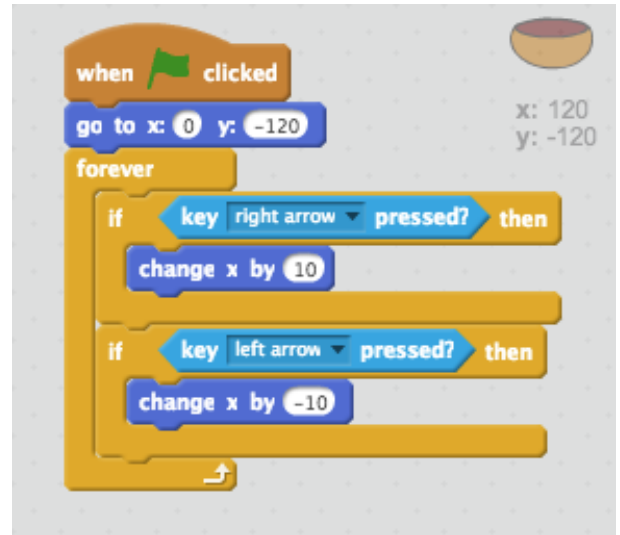 when clicked
go to x: 0 y: -120
forever
if key right arrow pressed? then
change x by 10
if key left arrow pressed? then
change x by -10
x: 120
y: -120